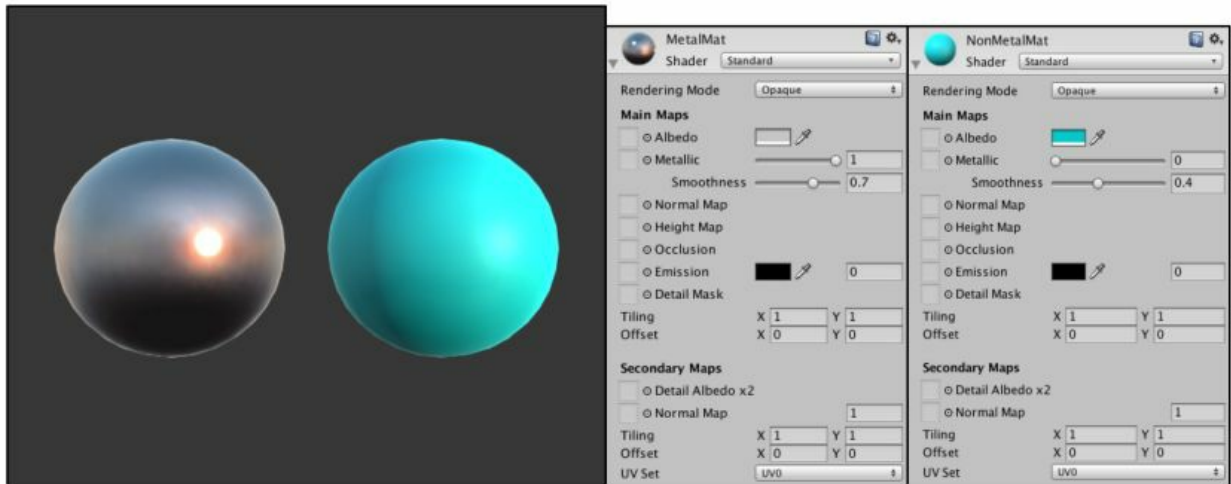 MetalMat
Shader Standard
Rendering Mode Opaque
Main Maps
Albedo
Metallic 1
Smoothness 0.7
Normal Map
Height Map
Occlusion
Emission 0
Detail Mask
Tiling X 1 Y 1
Offset X 0 Y 0
Secondary Maps
Detail Albedo x2
Normal Map 1
Tiling X 1 Y 1
Offset X 0 Y 0
UV Set UV0
NonMetalMat
Shader Standard
Rendering Mode Opaque
Main Maps
Albedo
Metallic 0
Smoothness 0.4
Normal Map
Height Map
Occlusion
Emission 0
Detail Mask
Tiling X 1 Y 1
Offset X 0 Y 0
Secondary Maps
Detail Albedo x2
Normal Map 1
Tiling X 1 Y 1
Offset X 0 Y 0
UV Set UV0